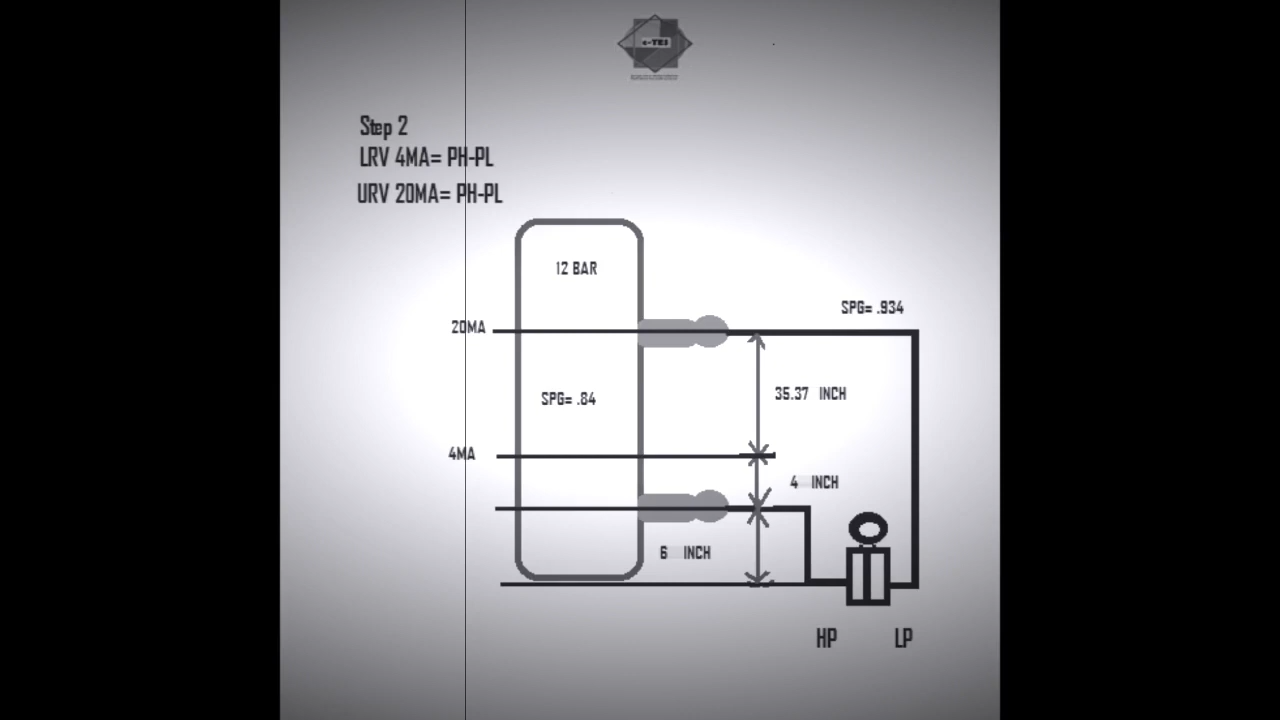 e-TES
Step 2
LRV 4MA= PH-PL
URV 20MA= PH-PL
12 BAR
SPG= .934
20MA
35.37 INCH
SPG= .84
4MA
4 INCH
6 INCH
HP
LP